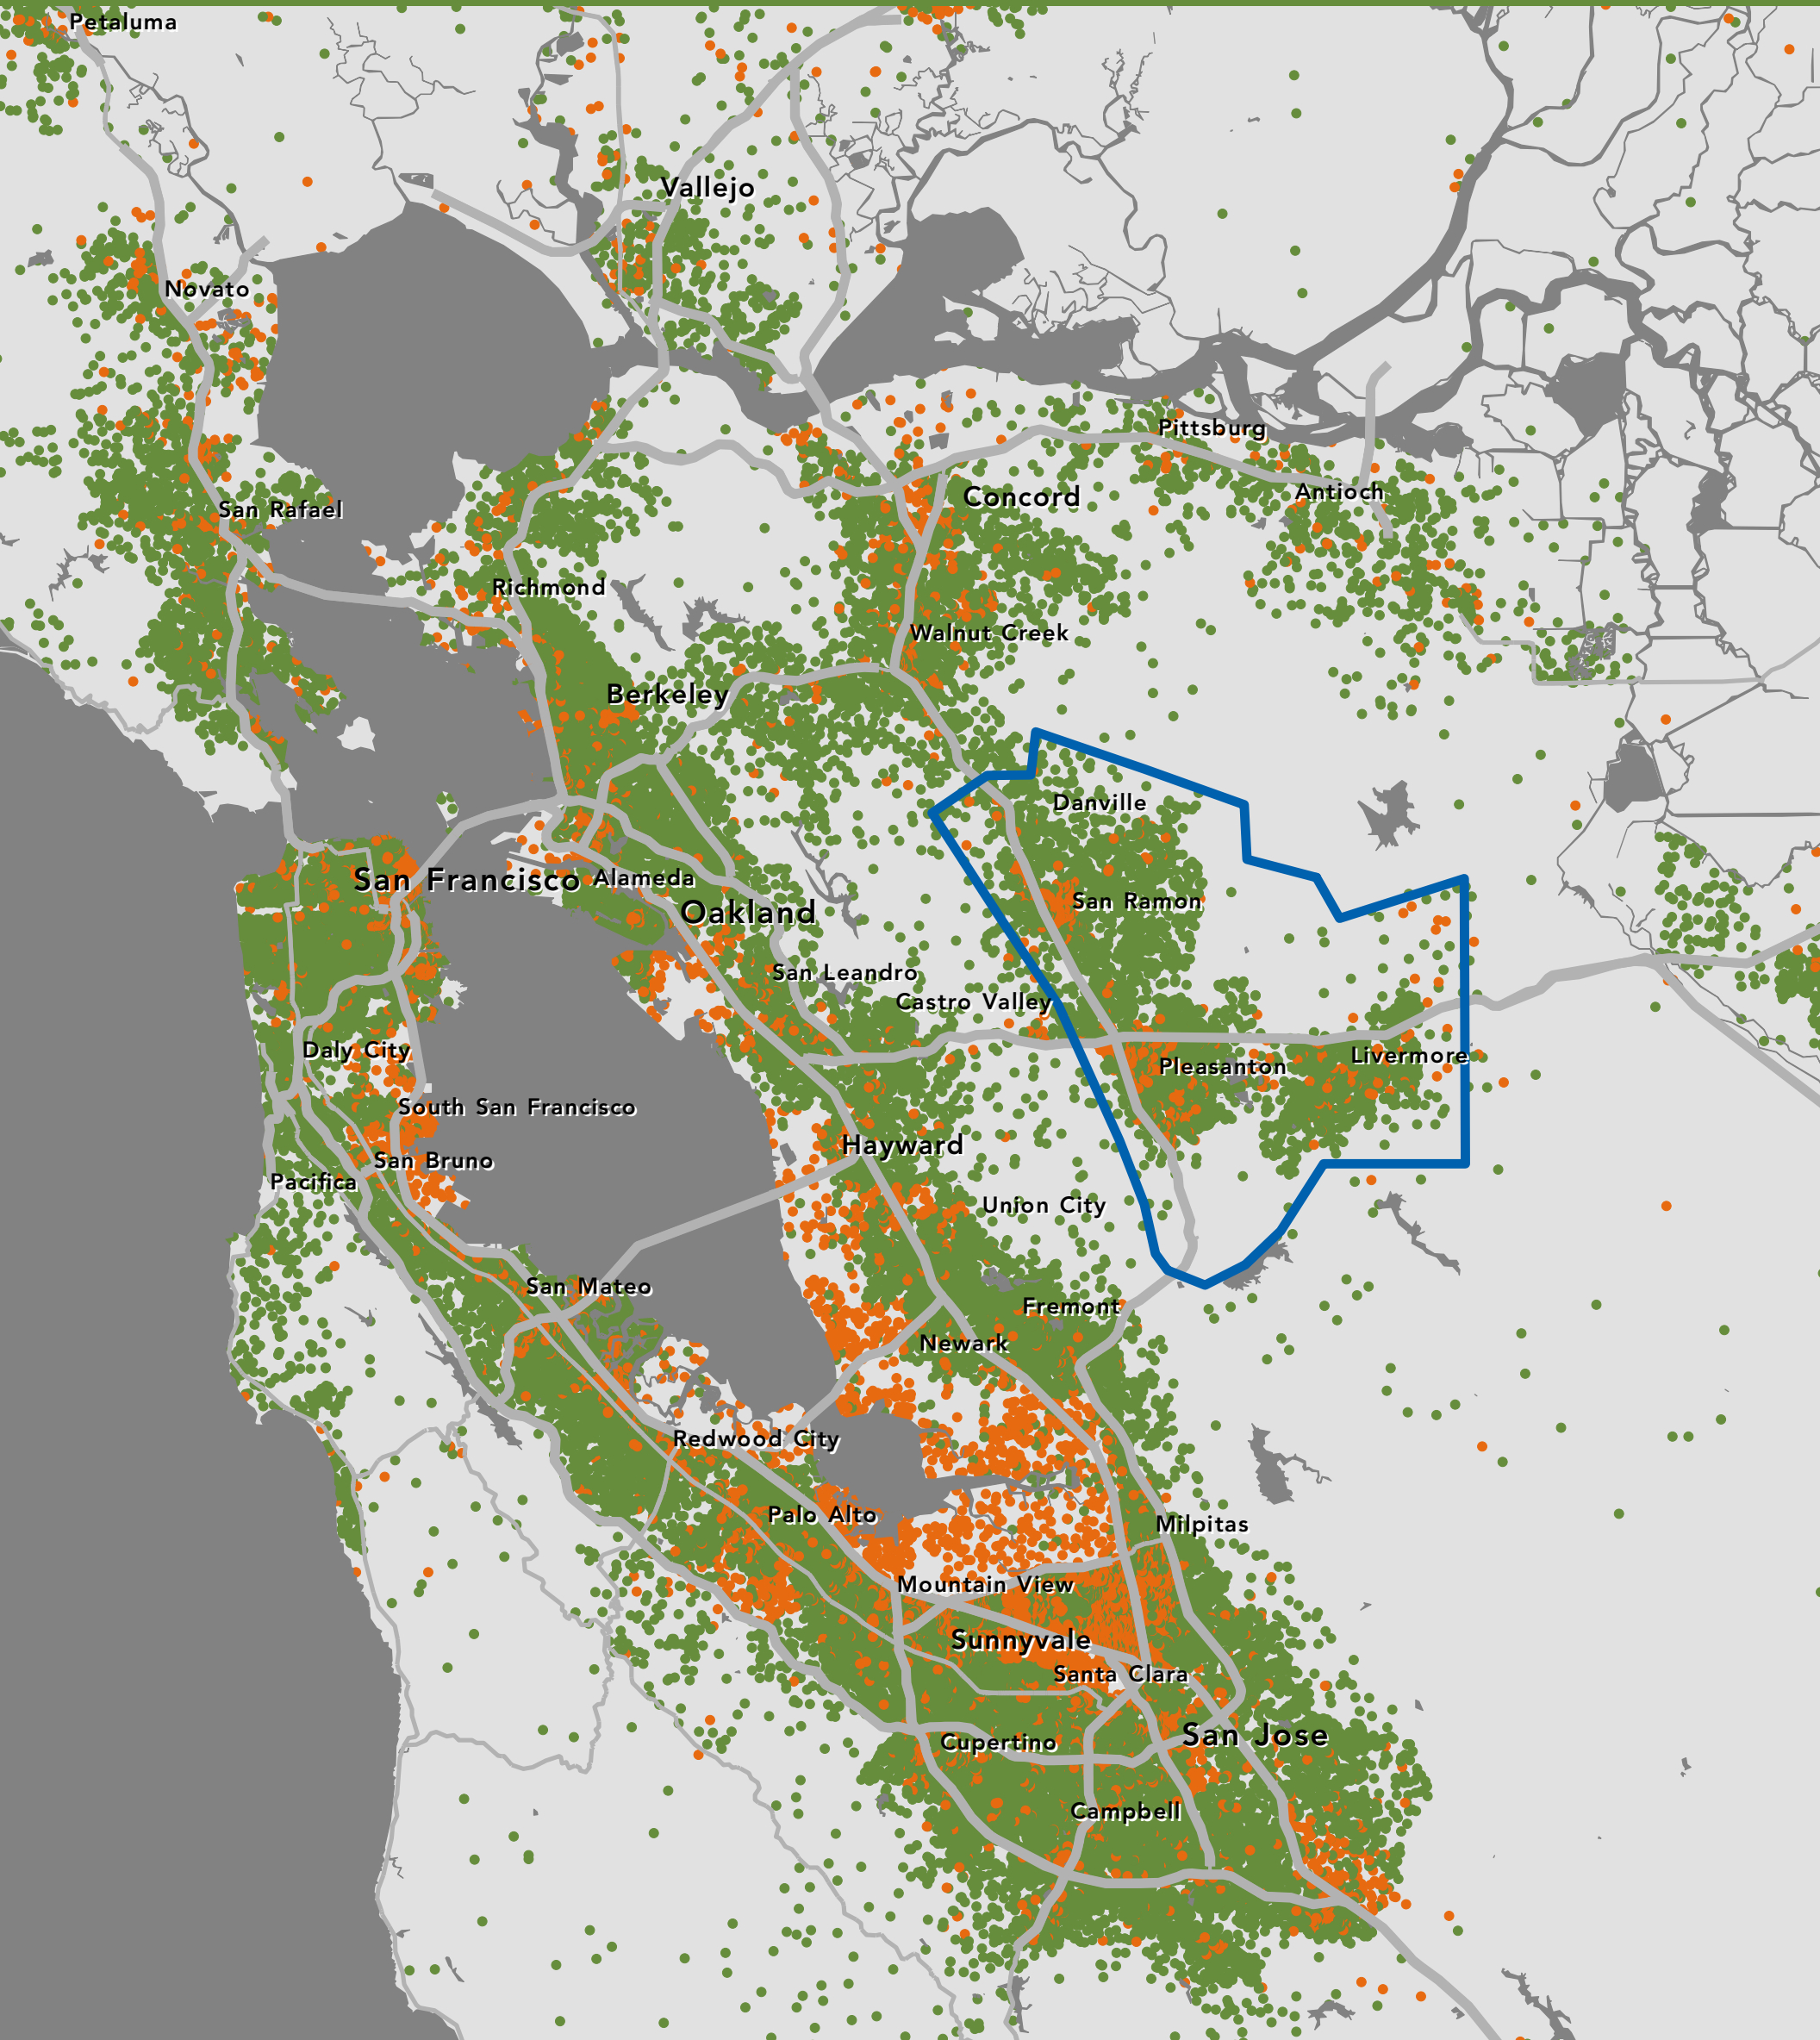 Petaluma
Vallejo
Novato
Pittsburg
Antioch
Concord
San Rafael
Richmond
Walnut Creek
Berkeley
Danville
San Francisco
Alameda
San Ramon
Oakland
San Leandro
Castro Valley
Daly City
Livermore
Pleasanton
South San Francisco
Hayward
San Bruno
Pacifica
Union City
San Mateo
Fremont
Newark
Redwood City
Palo Alto
Milpitas
Mountain View
Sunnyvale
Santa Clara
San Jose
Cupertino
Campbell